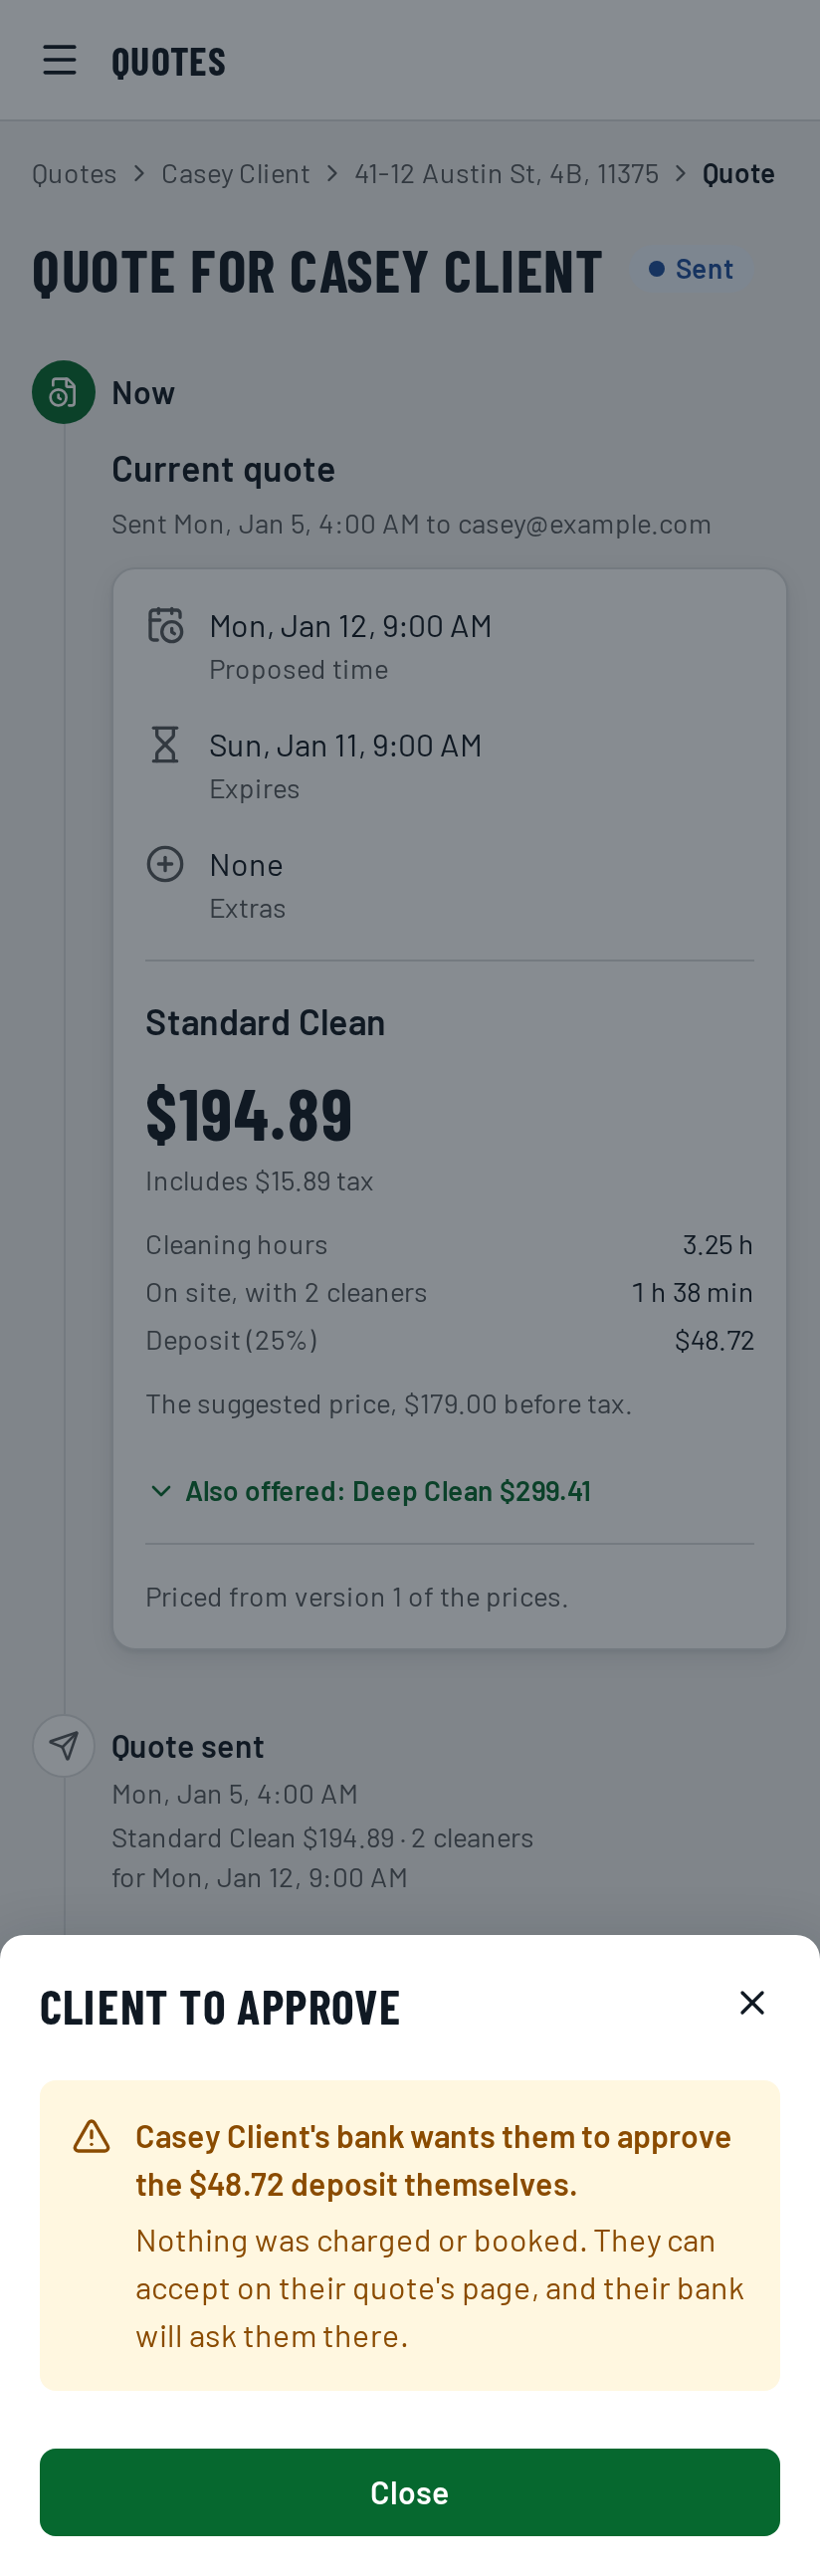 QUOTES
Quotes > Casey Client > 41-12 Austin St, 4B, 11375 > Quote
QUOTE FOR CASEY CLIENT
Sent
Now
Current quote
Sent Mon, Jan 5, 4:00 AM to casey@example.com
Mon, Jan 12, 9:00 AM
Proposed time
Sun, Jan 11, 9:00 AM
Expires
None
Extras
Standard Clean
$194.89
Includes $15.89 tax
Cleaning hours 3.25 h
On site, with 2 cleaners 1 h 38 min
Deposit (25%) $48.72
The suggested price, $179.00 before tax.
Also offered: Deep Clean $299.41
Priced from version 1 of the prices.
Quote sent
Mon, Jan 5, 4:00 AM
Standard Clean $194.89 · 2 cleaners
for Mon, Jan 12, 9:00 AM
CLIENT TO APPROVE
Casey Client's bank wants them to approve
the $48.72 deposit themselves.
Nothing was charged or booked. They can
accept on their quote's page, and their bank
will ask them there.
Close